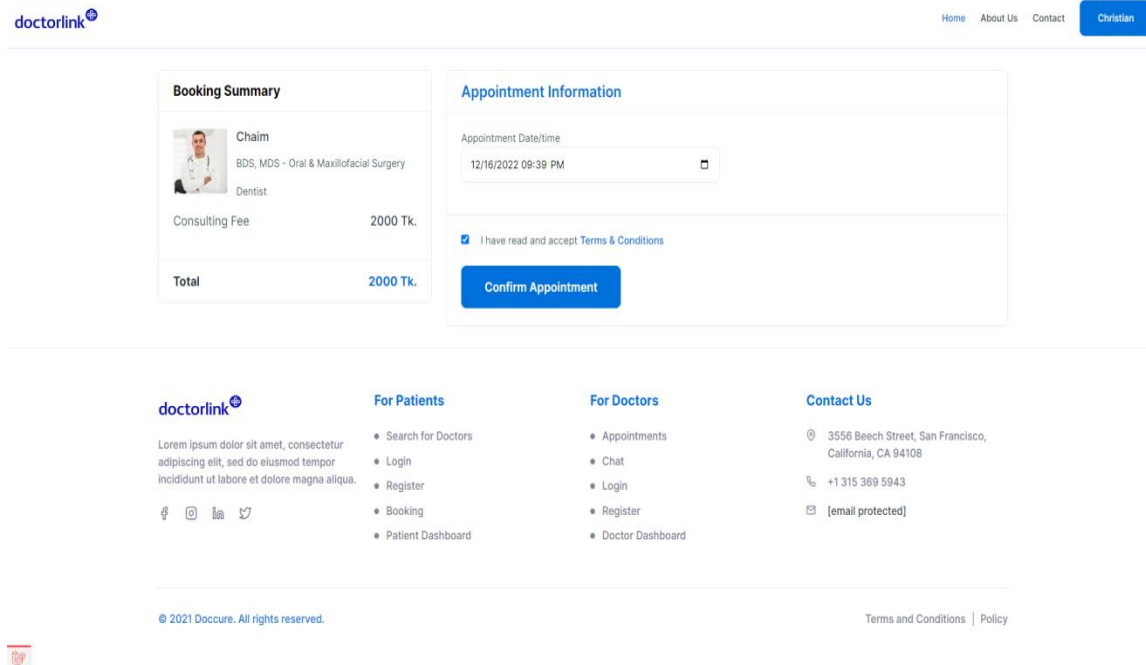 doctorlink
Home About Us Contact Christian
Booking Summary
Chaim
BDS, MDS - Oral & Maxillofacial Surgery
Dentist
Consulting Fee 2000 Tk.
Total 2000 Tk.
Appointment Information
Appointment Date/time
12/16/2022 09:39 PM
I have read and accept Terms & Conditions
Confirm Appointment
doctorlink
Lorem ipsum dolor sit amet, consectetur
adipiscing elit, sed do eiusmod tempor
incididunt ut labore et dolore magna aliqua.
For Patients
Search for Doctors
Login
Register
Booking
Patient Dashboard
For Doctors
Appointments
Chat
Login
Register
Doctor Dashboard
Contact Us
3556 Beech Street, San Francisco,
California, CA 94108
+1 315 369 5943
[email protected]
© 2021 Doccure. All rights reserved.
Terms and Conditions | Policy